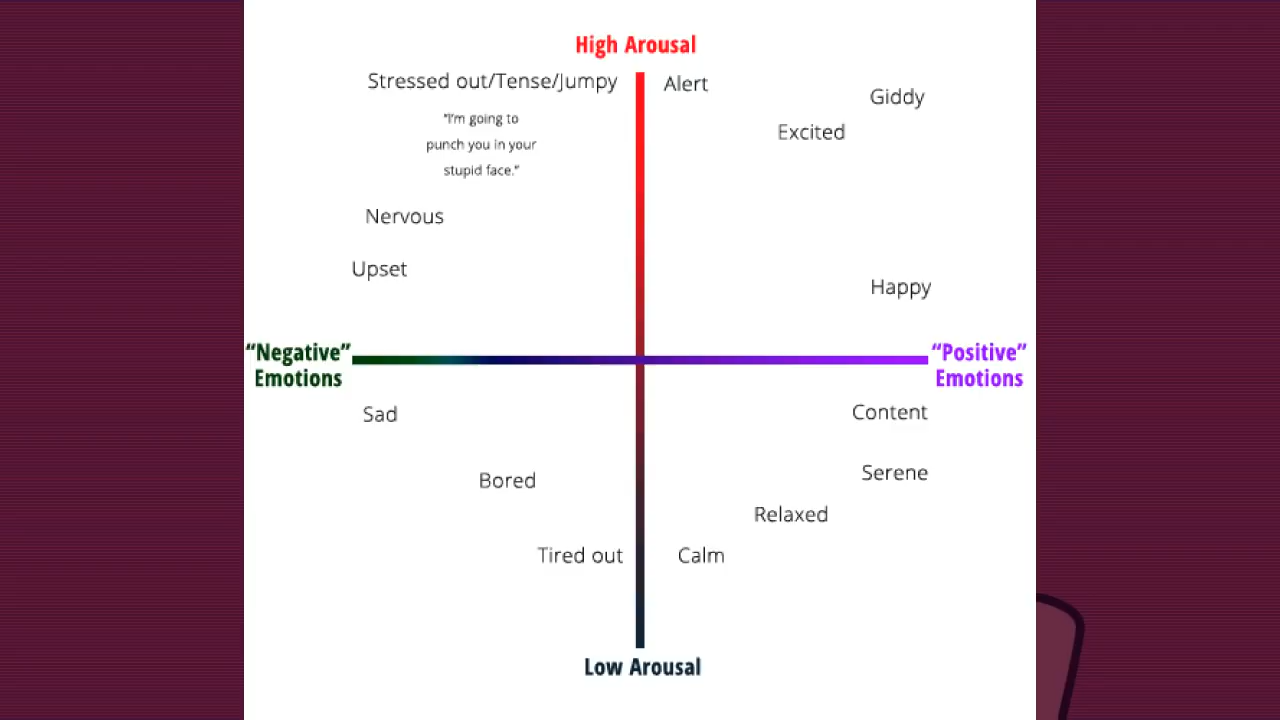 High Arousal
Stressed out/Tense/Jumpy
Alert
Giddy
Excited
“I’m going to
punch you in your
stupid face.”
Nervous
Upset
Happy
“Negative”
Emotions
“Positive”
Emotions
Sad
Content
Bored
Serene
Relaxed
Tired out
Calm
Low Arousal